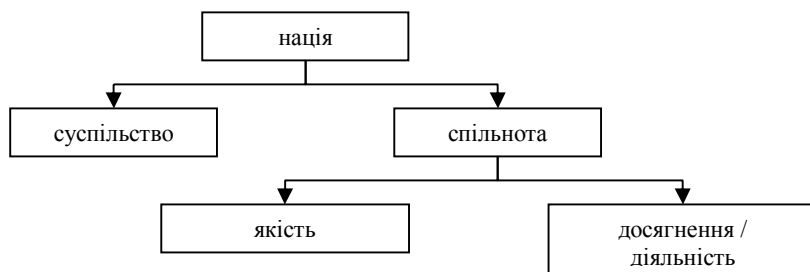 нація
суспільство
спільнота
якість
досягнення /
діяльність